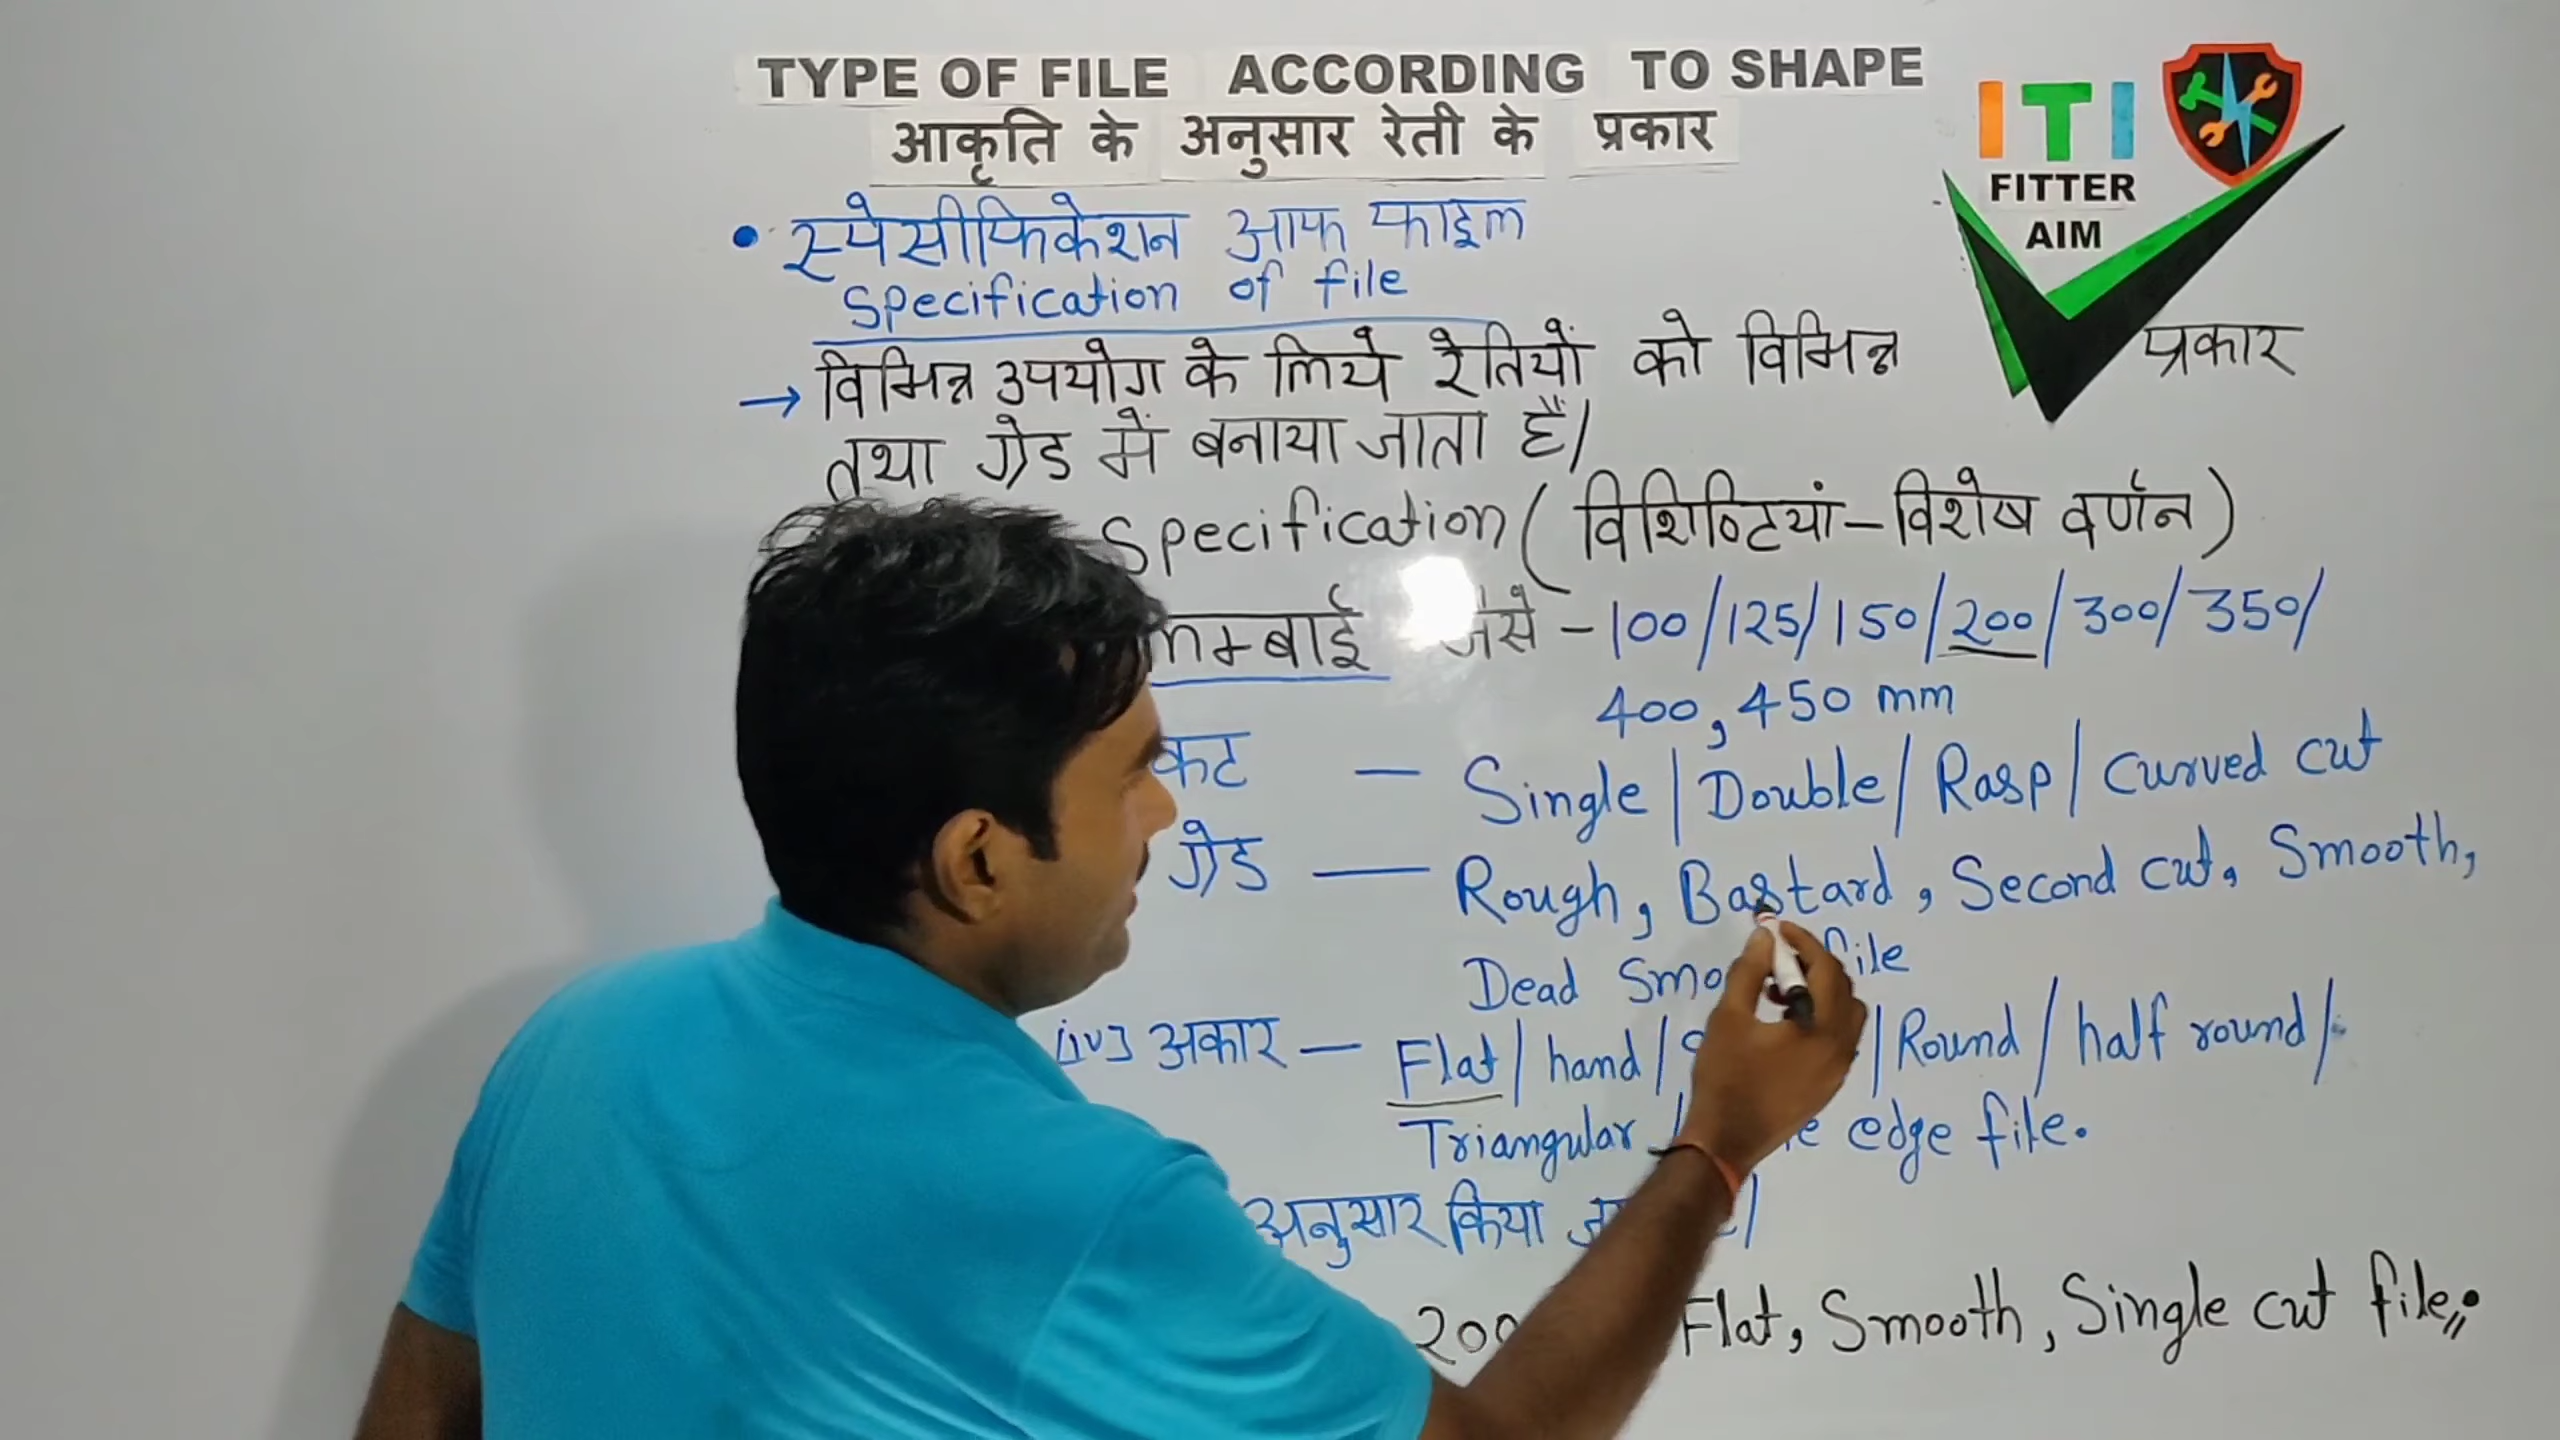 TYPE OF FILE ACCORDING TO SHAPE
आकृति के अनुसार रेती के प्रकार
ITI
FITTER
AIM
• स्पेसीफिकेशन आफ फाइल
Specification of file
→ विभिन्न उपयोग के लिये रेतियों को विभिन्न प्रकार
तथा ग्रेड में बनाया जाता हैं।
Specification (विशिष्टियां - विशेष वर्णन)
लम्बाई जैसे - 100/125/150/200/300/350/
400, 450 mm
कट — Single/Double/Rasp/Curved cut
ग्रेड — Rough, Bastard, Second cut, Smooth,
Dead file
[iv] अकार — Flat/hand/ /Round/half round/
Triangular / edge file.
अनुसार किया
Flat, Smooth, Single cut file,,